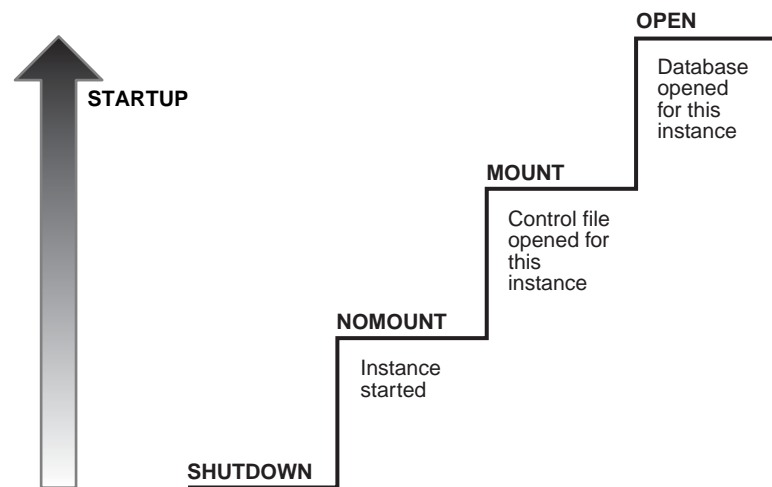 OPEN
Database
opened
for this
instance
STARTUP
MOUNT
Control file
opened for
this
instance
NOMOUNT
Instance
started
SHUTDOWN